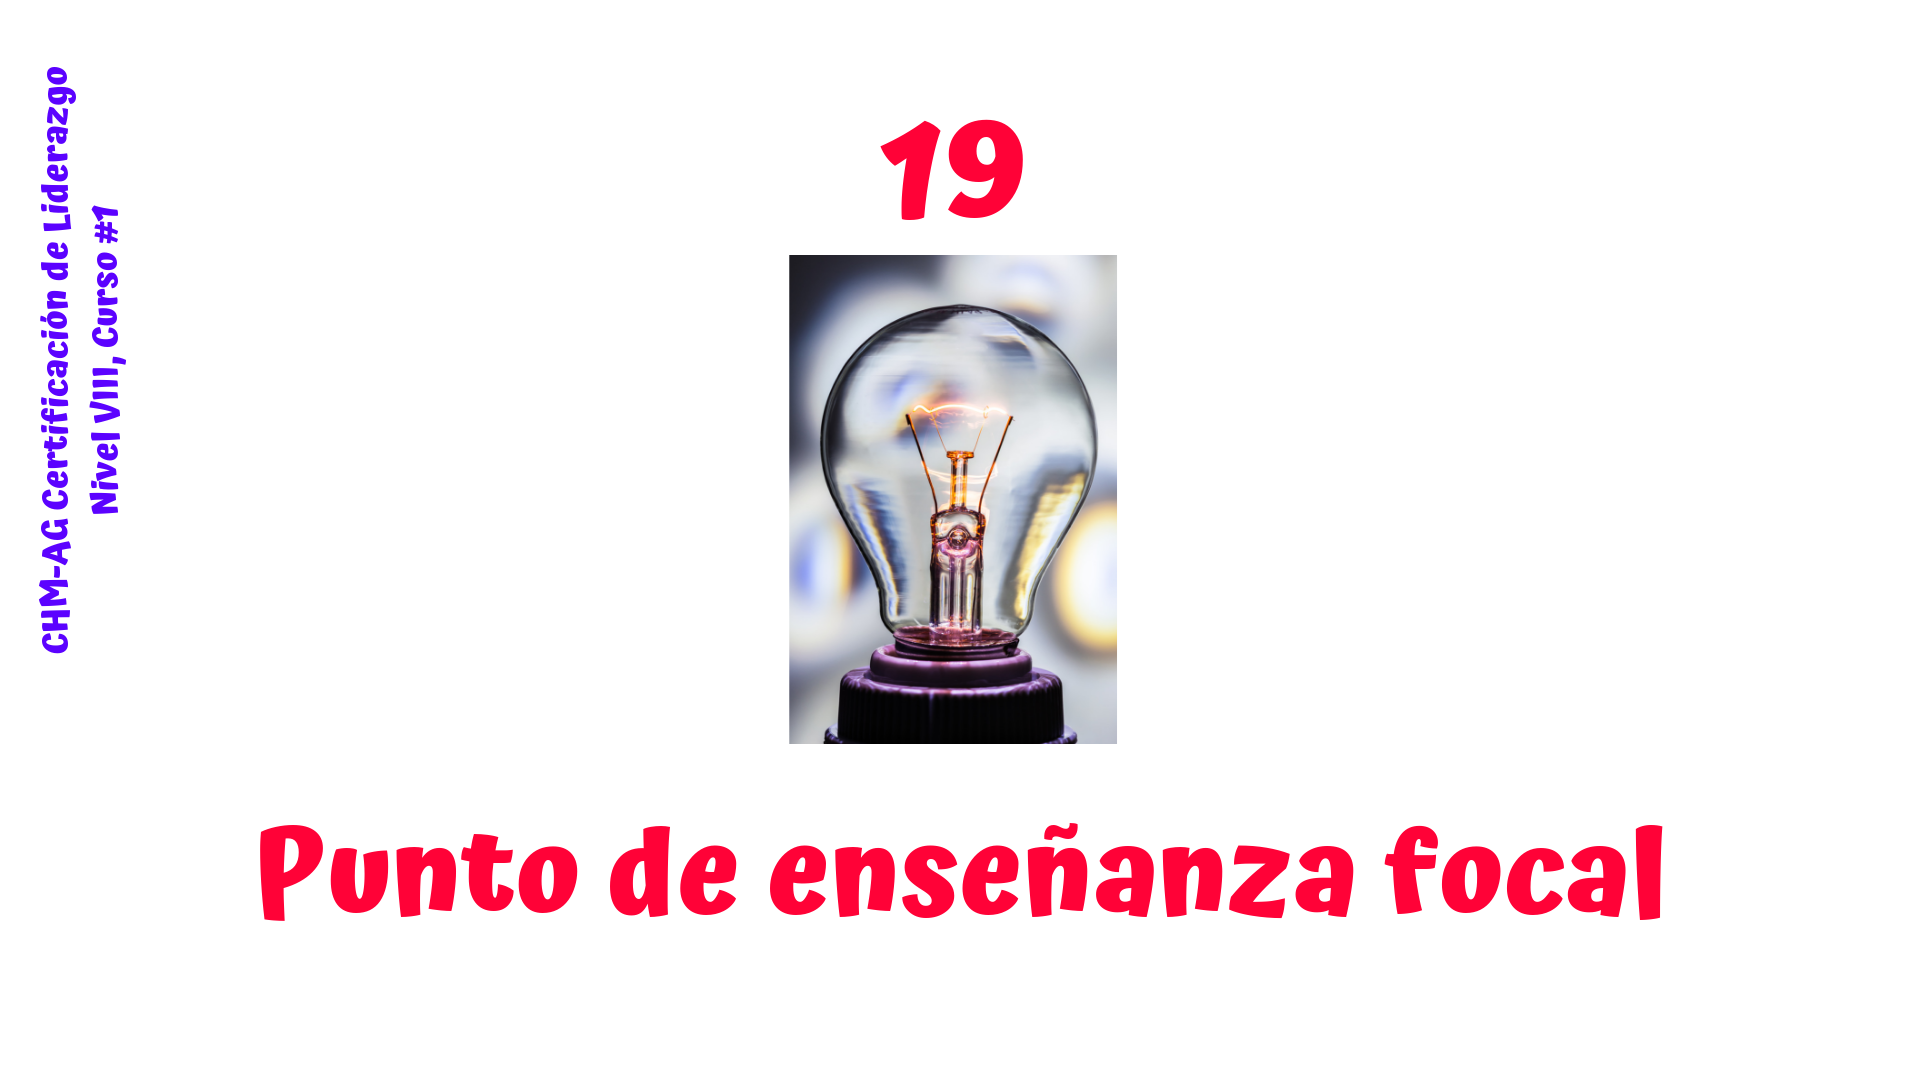 CHM-AG Certificación de Liderazgo
Nivel VIII, Curso #1
19
Punto de enseñanza focal